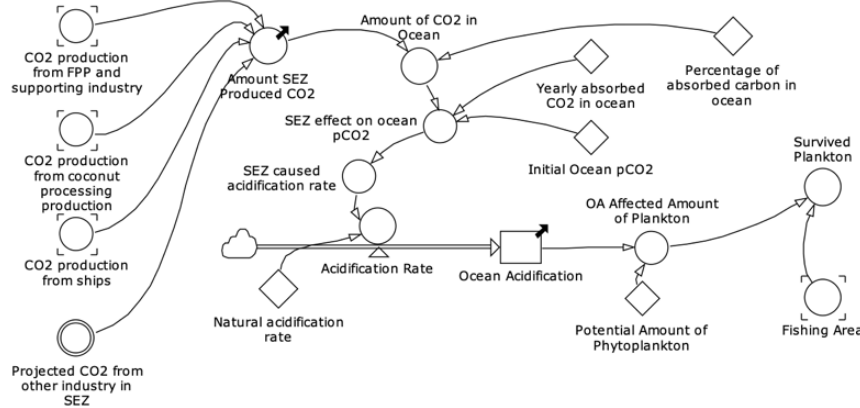 CO2 production
from FPP and
supporting industry
Amount SEZ
Produced CO2
Amount of CO2 in
Ocean
Percentage of
absorbed carbon in
ocean
Yearly absorbed
CO2 in ocean
SEZ effect on ocean
pCO2
Initial Ocean pCO2
CO2 production
from coconut
processing
production
SEZ caused
acidification rate
Survived
Plankton
OA Affected Amount
of Plankton
CO2 production
from ships
Acidification Rate
Ocean Acidification
Natural acidification
rate
Potential Amount of
Phytoplankton
Fishing Area
Projected CO2 from
other industry in
SEZ